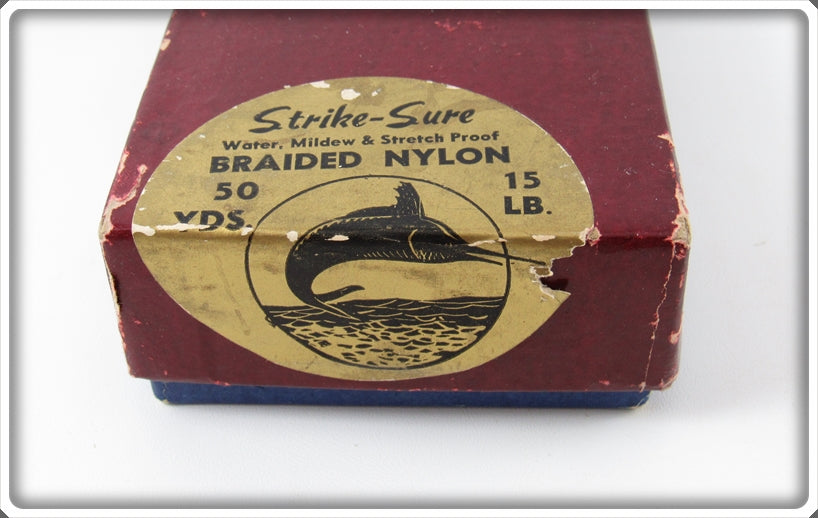 Strike-Sure
Water, Mildew & Stretch Proof
BRAIDED NYLON
50 15
YDS. LB.